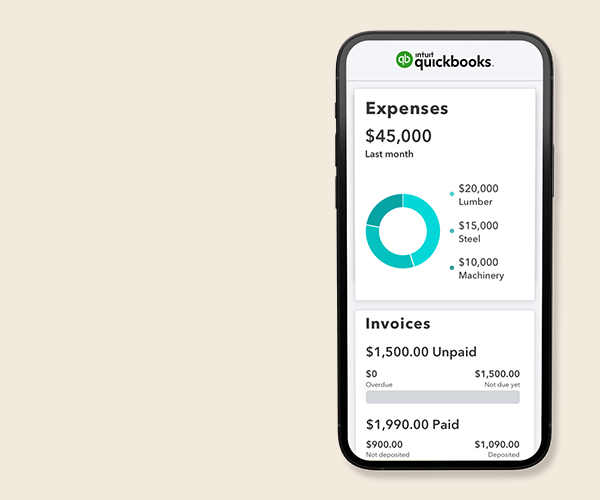 intuit
quickbooks.
Expenses
$45,000
Last month
$20,000
Lumber
$15,000
Steel
$10,000
Machinery
Invoices
$1,500.00 Unpaid
$0 $1,500.00
Overdue Not due yet
$1,990.00 Paid
$900.00 $1,090.00
Not deposited Deposited